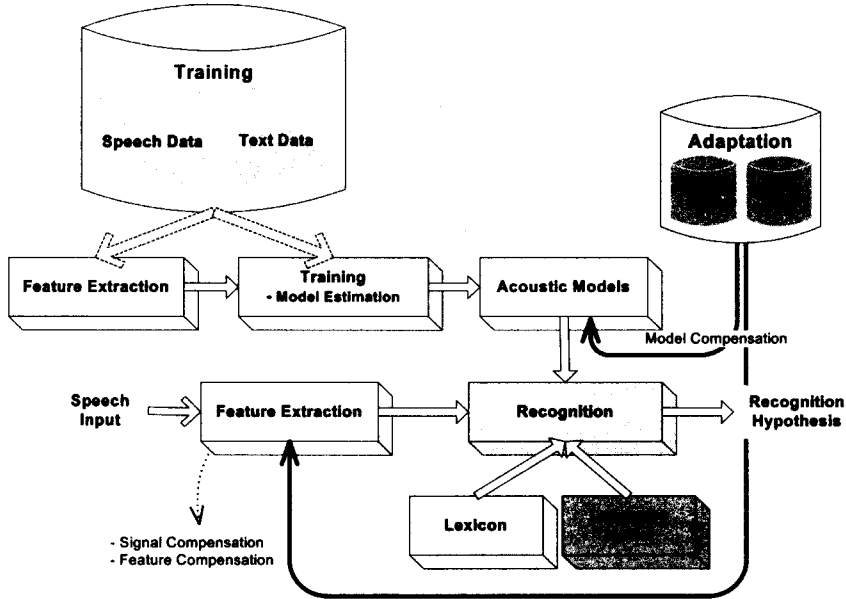 Training
Speech Data
Text Data
Adaptation
Feature Extraction
Training
- Model Estimation
Acoustic Models
Model Compensation
Speech
Input
Feature Extraction
Recognition
Recognition
Hypothesis
Lexicon
- Signal Compensation
- Feature Compensation